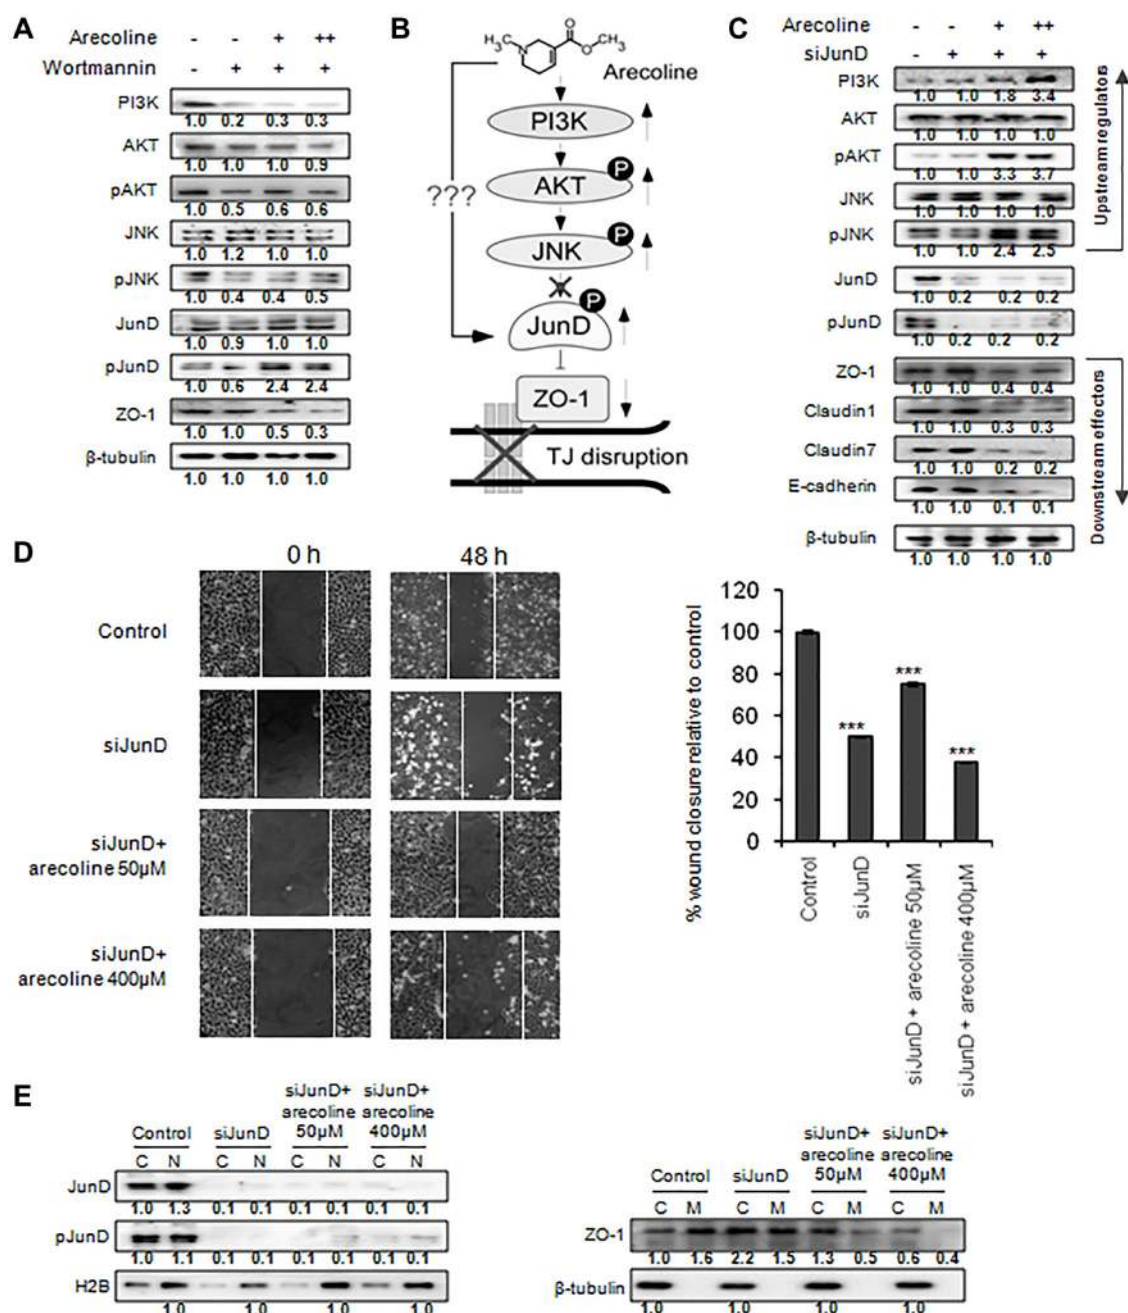 A
Arecoline - - + ++
Wortmannin - + + +
PI3K
1.0 0.2 0.3 0.3
AKT
1.0 1.0 1.0 0.9
pAKT
1.0 0.5 0.6 0.6
JNK
1.0 1.2 1.0 1.0
pJNK
1.0 0.4 0.4 0.5
JunD
1.0 0.9 1.0 1.0
pJunD
1.0 0.6 2.4 2.4
ZO-1
1.0 1.0 0.5 0.3
β-tubulin
1.0 1.0 1.0 1.0
B
H₃C
N
O
O
CH₃
Arecoline
PI3K
P
AKT
???
P
JNK
P
JunD
ZO-1
TJ disruption
C
Arecoline - - + ++
siJunD - + + +
PI3K
1.0 1.0 1.8 3.4
AKT
1.0 1.0 1.0 1.0
pAKT
1.0 1.0 3.3 3.7
JNK
1.0 1.0 1.0 1.0
pJNK
1.0 1.0 2.4 2.5
Upstream regulators
JunD
1.0 0.2 0.2 0.2
pJunD
1.0 0.2 0.2 0.2
ZO-1
1.0 1.0 0.4 0.4
Claudin1
1.0 1.0 0.3 0.3
Claudin7
1.0 1.0 0.2 0.2
E-cadherin
1.0 1.0 0.1 0.1
Downstream effectors
β-tubulin
1.0 1.0 1.0 1.0
D
0 h 48 h
Control
siJunD
siJunD+
arecoline 50µM
siJunD+
arecoline 400µM
% wound closure relative to control
120
100
80
60
40
20
0
***
***
***
Control
siJunD
siJunD + arecoline 50µM
siJunD + arecoline 400µM
E
Control siJunD siJunD+ arecoline 50µM siJunD+ arecoline 400µM
C N C N C N C N
JunD
1.0 1.3 0.1 0.1 0.1 0.1 0.1 0.1
pJunD
1.0 1.1 0.1 0.1 0.1 0.1 0.1 0.1
H2B
1.0 1.0 1.0 1.0
Control siJunD siJunD+ arecoline 50µM siJunD+ arecoline 400µM
C M C M C M C M
ZO-1
1.0 1.6 2.2 1.5 1.3 0.5 0.6 0.4
β-tubulin
1.0 1.0 1.0 1.0